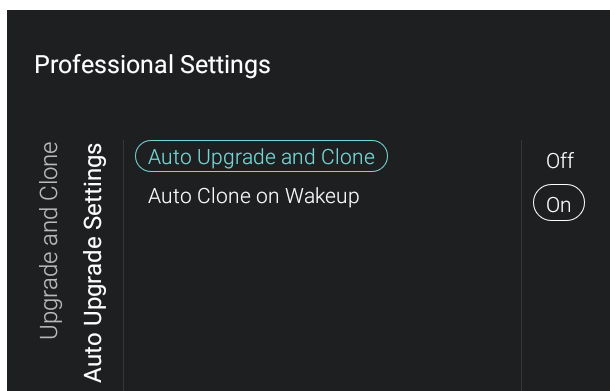 Professional Settings
Upgrade and Clone
Auto Upgrade Settings
Auto Upgrade and Clone
Auto Clone on Wakeup
Off
On